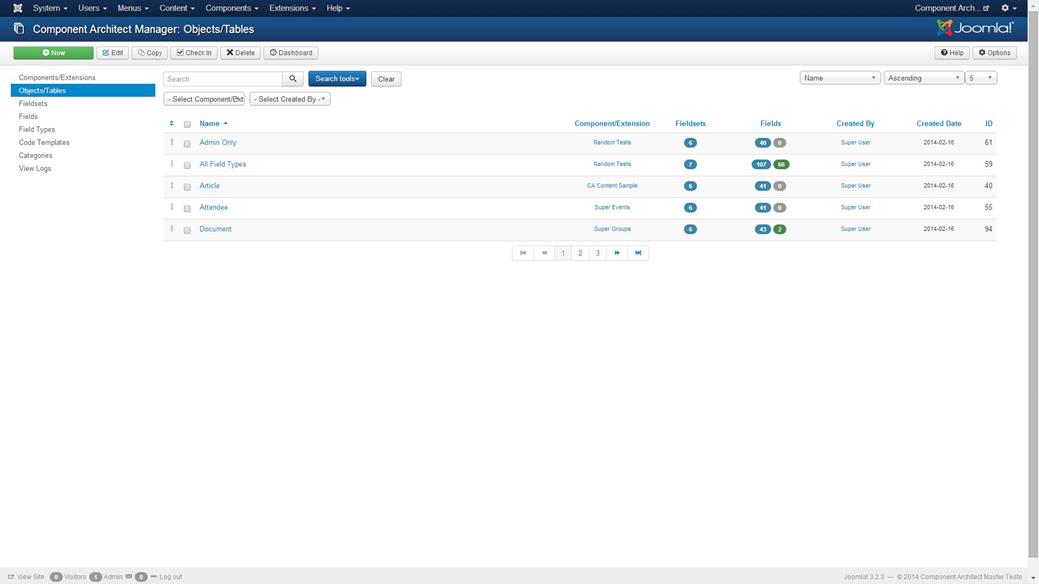 System Users Menus Content Components Extensions Help Component Arch...
Component Architect Manager: Objects/Tables Joomla!
New Edit Copy Check In Delete Dashboard Help Options
Components/Extensions
Objects/Tables
Fieldsets
Fields
Field Types
Code Templates
Categories
View Logs
Search Search tools Clear Name Ascending 5
- Select Component/Ext - Select Created By -
Name Component/Extension Fieldsets Fields Created By Created Date ID
Admin Only Random Tests 6 40 0 Super User 2014-02-16 61
All Field Types Random Tests 7 107 66 Super User 2014-02-16 59
Article CA Content Sample 6 41 0 Super User 2014-02-16 40
Attendee Super Events 6 41 0 Super User 2014-02-16 55
Document Super Groups 6 43 2 Super User 2014-02-16 94
1 2 3
View Site 0 Visitors 1 Admin 0 Log out Joomla! 3.2.3 — © 2014 Component Architect Master Tests